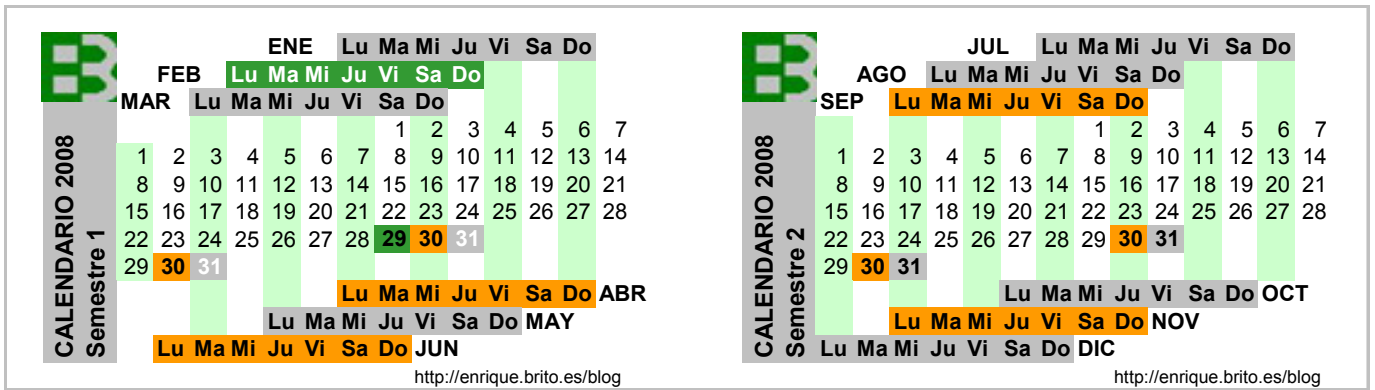 ENE Lu Ma Mi Ju Vi Sa Do
FEB Lu Ma Mi Ju Vi Sa Do
MAR Lu Ma Mi Ju Vi Sa Do
1 2 3 4 5 6 7
1 2 3 4 5 6 7 8 9 10 11 12 13 14
8 9 10 11 12 13 14 15 16 17 18 19 20 21
15 16 17 18 19 20 21 22 23 24 25 26 27 28
22 23 24 25 26 27 28 29 30 31
29 30 31
Lu Ma Mi Ju Vi Sa Do ABR
Lu Ma Mi Ju Vi Sa Do MAY
Lu Ma Mi Ju Vi Sa Do JUN
CALENDARIO 2008
Semestre 1
http://enrique.brito.es/blog
JUL Lu Ma Mi Ju Vi Sa Do
AGO Lu Ma Mi Ju Vi Sa Do
SEP Lu Ma Mi Ju Vi Sa Do
1 2 3 4 5 6 7
1 2 3 4 5 6 7 8 9 10 11 12 13 14
8 9 10 11 12 13 14 15 16 17 18 19 20 21
15 16 17 18 19 20 21 22 23 24 25 26 27 28
22 23 24 25 26 27 28 29 30 31
29 30 31
Lu Ma Mi Ju Vi Sa Do OCT
Lu Ma Mi Ju Vi Sa Do NOV
Lu Ma Mi Ju Vi Sa Do DIC
CALENDARIO 2008
Semestre 2
http://enrique.brito.es/blog